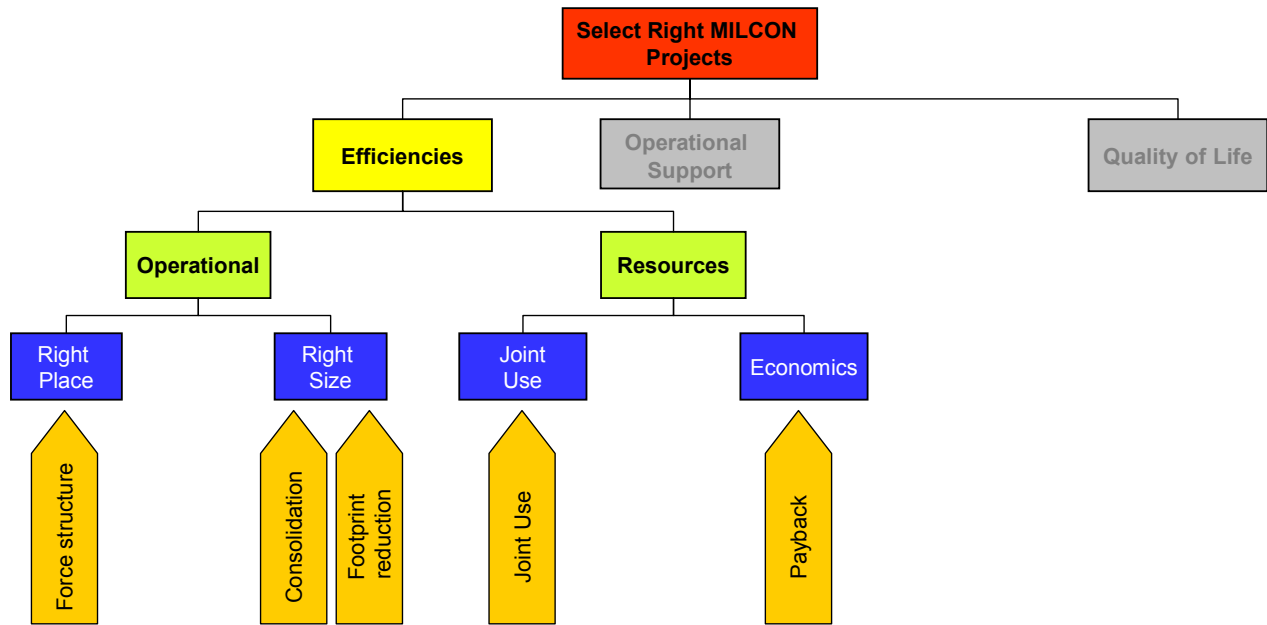 Select Right MILCON
Projects
Efficiencies
Operational
Support
Quality of Life
Operational
Resources
Right
Place
Right
Size
Joint
Use
Economics
Force structure
Consolidation
Footprint
reduction
Joint Use
Payback